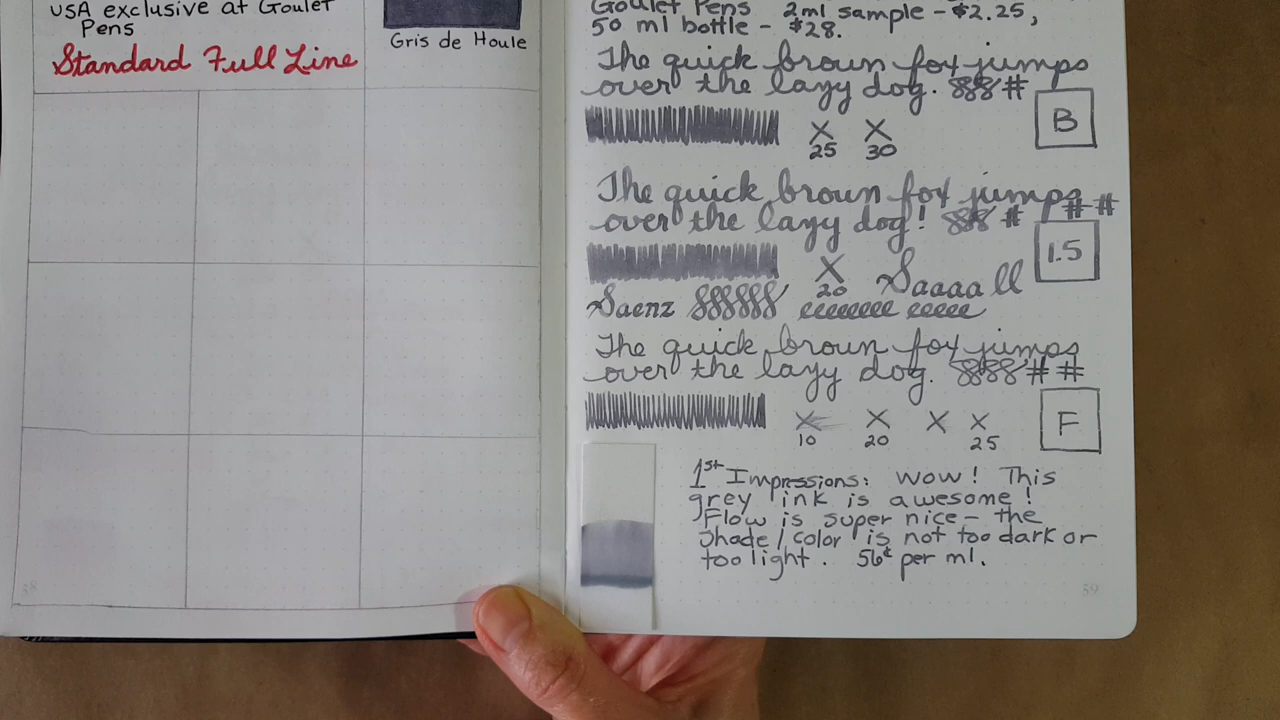 USA exclusive at Goulet
Pens
Standard Full Line
Gris de Houle
58
Goulet Pens 2ml sample - $2.25,
50 ml bottle - $28.
The quick brown fox jumps
over the lazy dog. 888#
B
X X
25 30
The quick brown fox jumps
over the lazy dog! 888 # # #
1.5
X
20
Saaaall
Saenz 888888 eeeeeeee eeeee
The quick brown fox jumps
over the lazy dog. 8888##
F
X X X X
10 20 25
1st Impressions: Wow! This
grey ink is awesome!
Flow is super nice - the
shade/color is not too dark or
too light. 56¢ per ml.
59